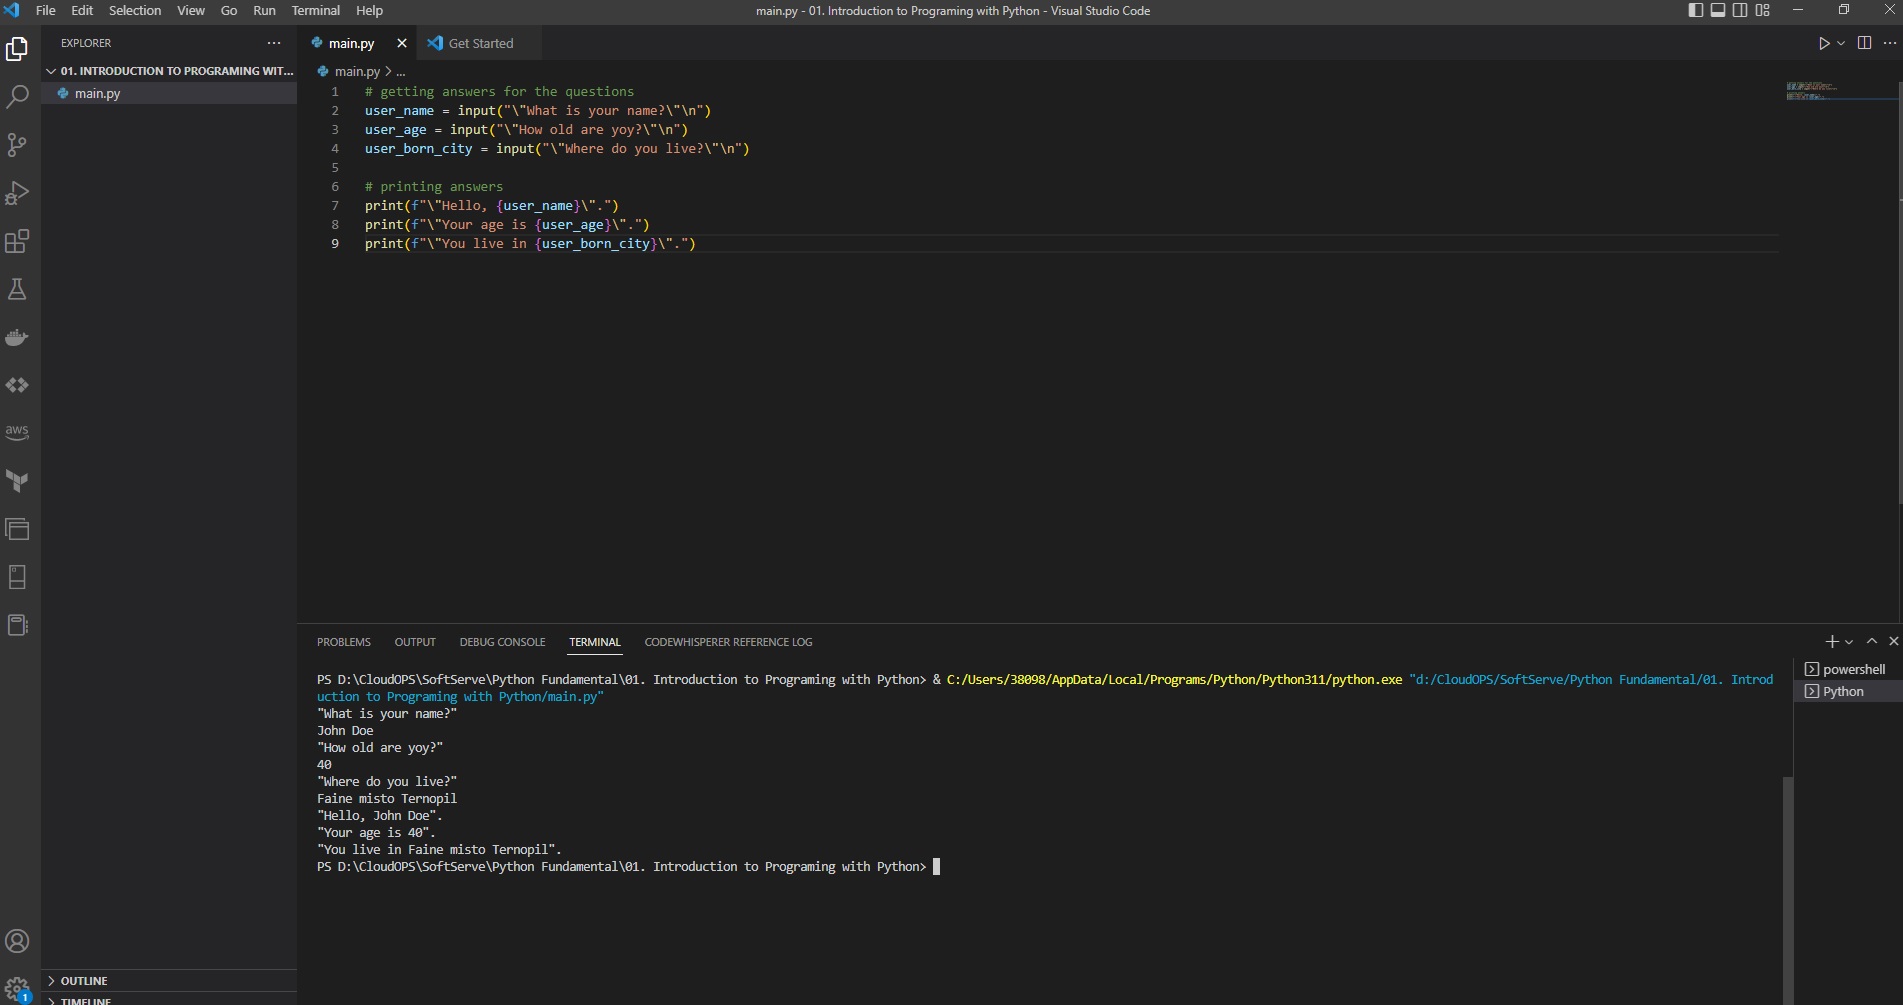 File Edit Selection View Go Run Terminal Help
main.py - 01. Introduction to Programing with Python - Visual Studio Code
EXPLORER
01. INTRODUCTION TO PROGRAMING WIT...
main.py
main.py
Get Started
main.py > ...
1 # getting answers for the questions
2 user_name = input("\"What is your name?\"\n")
3 user_age = input("\"How old are yoy?\"\n")
4 user_born_city = input("\"Where do you live?\"\n")
5
6 # printing answers
7 print(f"\"Hello, {user_name}\".")
8 print(f"\"Your age is {user_age}\".")
9 print(f"\"You live in {user_born_city}\".")
aws
PROBLEMS OUTPUT DEBUG CONSOLE TERMINAL CODEWHISPERER REFERENCE LOG
PS D:\CloudOPS\SoftServe\Python Fundamental\01. Introduction to Programing with Python> & C:/Users/38098/AppData/Local/Programs/Python/Python311/python.exe "d:/CloudOPS/SoftServe/Python Fundamental/01. Introd
uction to Programing with Python/main.py"
"What is your name?"
John Doe
"How old are yoy?"
40
"Where do you live?"
Faine misto Ternopil
"Hello, John Doe".
"Your age is 40".
"You live in Faine misto Ternopil".
PS D:\CloudOPS\SoftServe\Python Fundamental\01. Introduction to Programing with Python>
powershell
Python
OUTLINE
TIMELINE
1